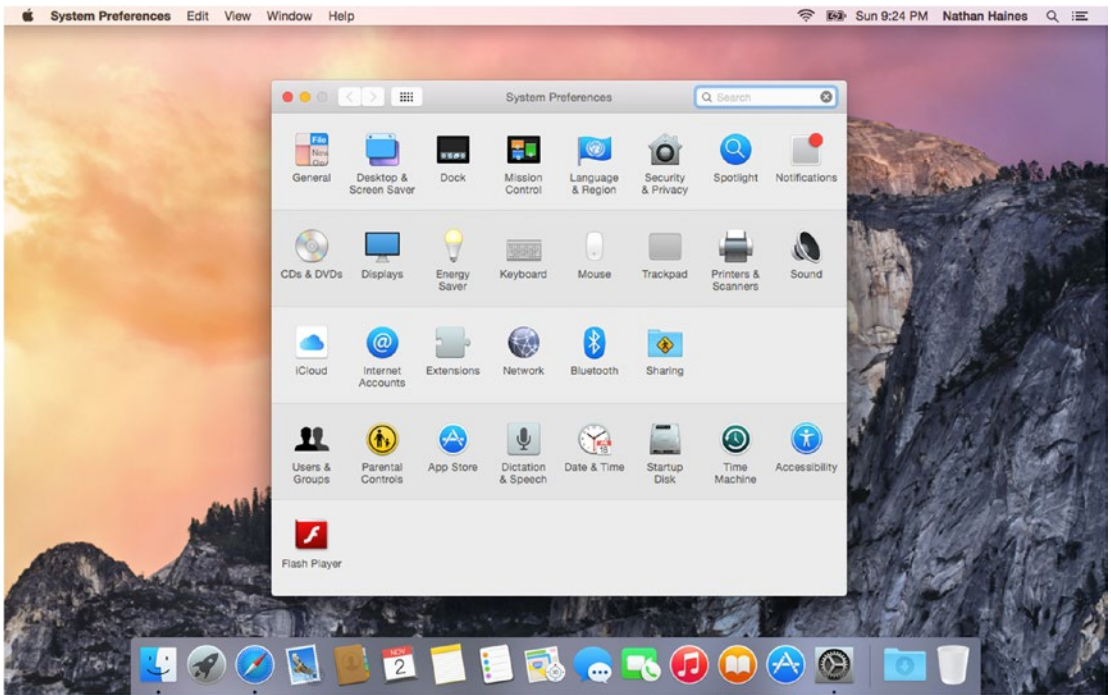 System Preferences Edit View Window Help Sun 9:24 PM Nathan Haines
System Preferences Search
File
New
General
Desktop &
Screen Saver
Dock
Mission
Control
Language
& Region
Security
& Privacy
Spotlight
Notifications
CDs & DVDs
Displays
Energy
Saver
Keyboard
Mouse
Trackpad
Printers &
Scanners
Sound
iCloud
Internet
Accounts
Extensions
Network
Bluetooth
Sharing
Users &
Groups
Parental
Controls
App Store
Dictation
& Speech
Date & Time
Startup
Disk
Time
Machine
Accessibility
Flash Player
NOV
2